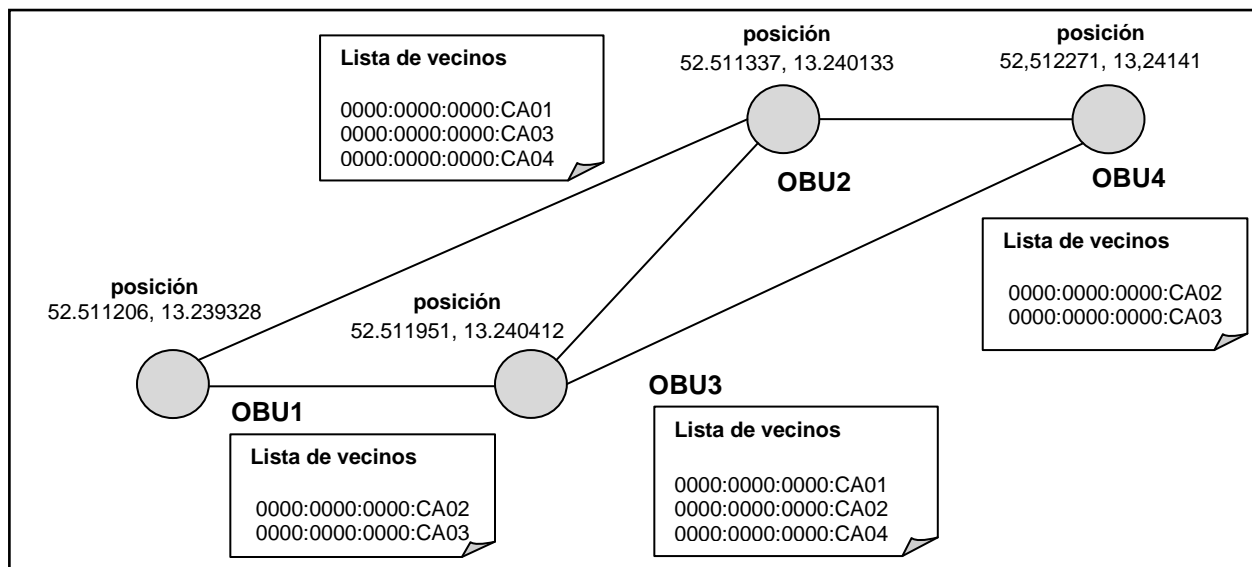 posición
52.511337, 13.240133
posición
52,512271, 13,24141
Lista de vecinos
0000:0000:0000:CA01
0000:0000:0000:CA03
0000:0000:0000:CA04
OBU2
OBU4
Lista de vecinos
0000:0000:0000:CA02
0000:0000:0000:CA03
posición
52.511206, 13.239328
posición
52.511951, 13.240412
OBU1
Lista de vecinos
0000:0000:0000:CA02
0000:0000:0000:CA03
OBU3
Lista de vecinos
0000:0000:0000:CA01
0000:0000:0000:CA02
0000:0000:0000:CA04